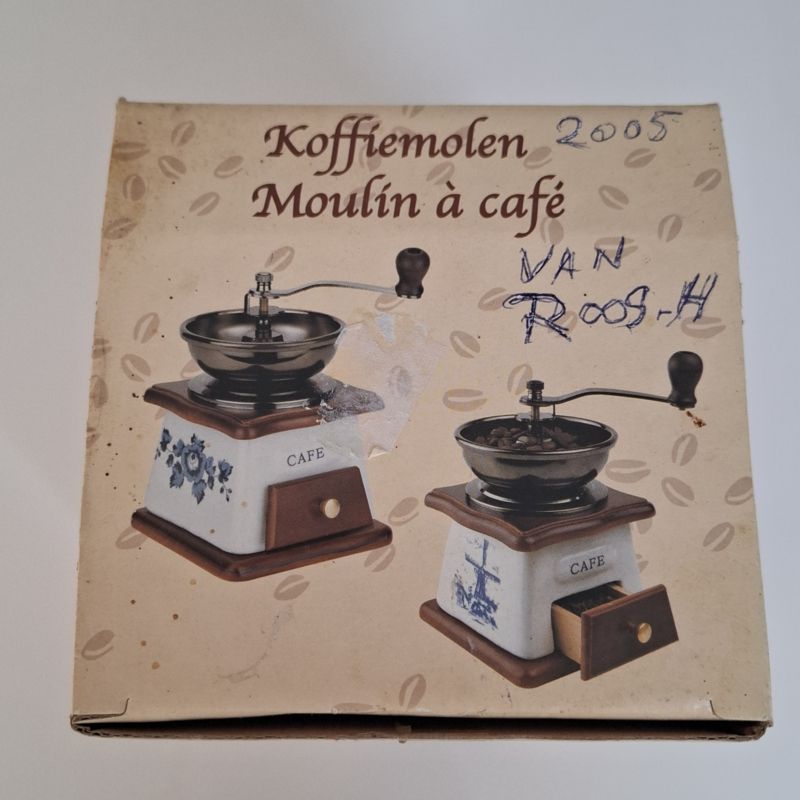 Koffiemolen 2005
Moulin à café
VAN
ROOS-H
CAFE
CAFE